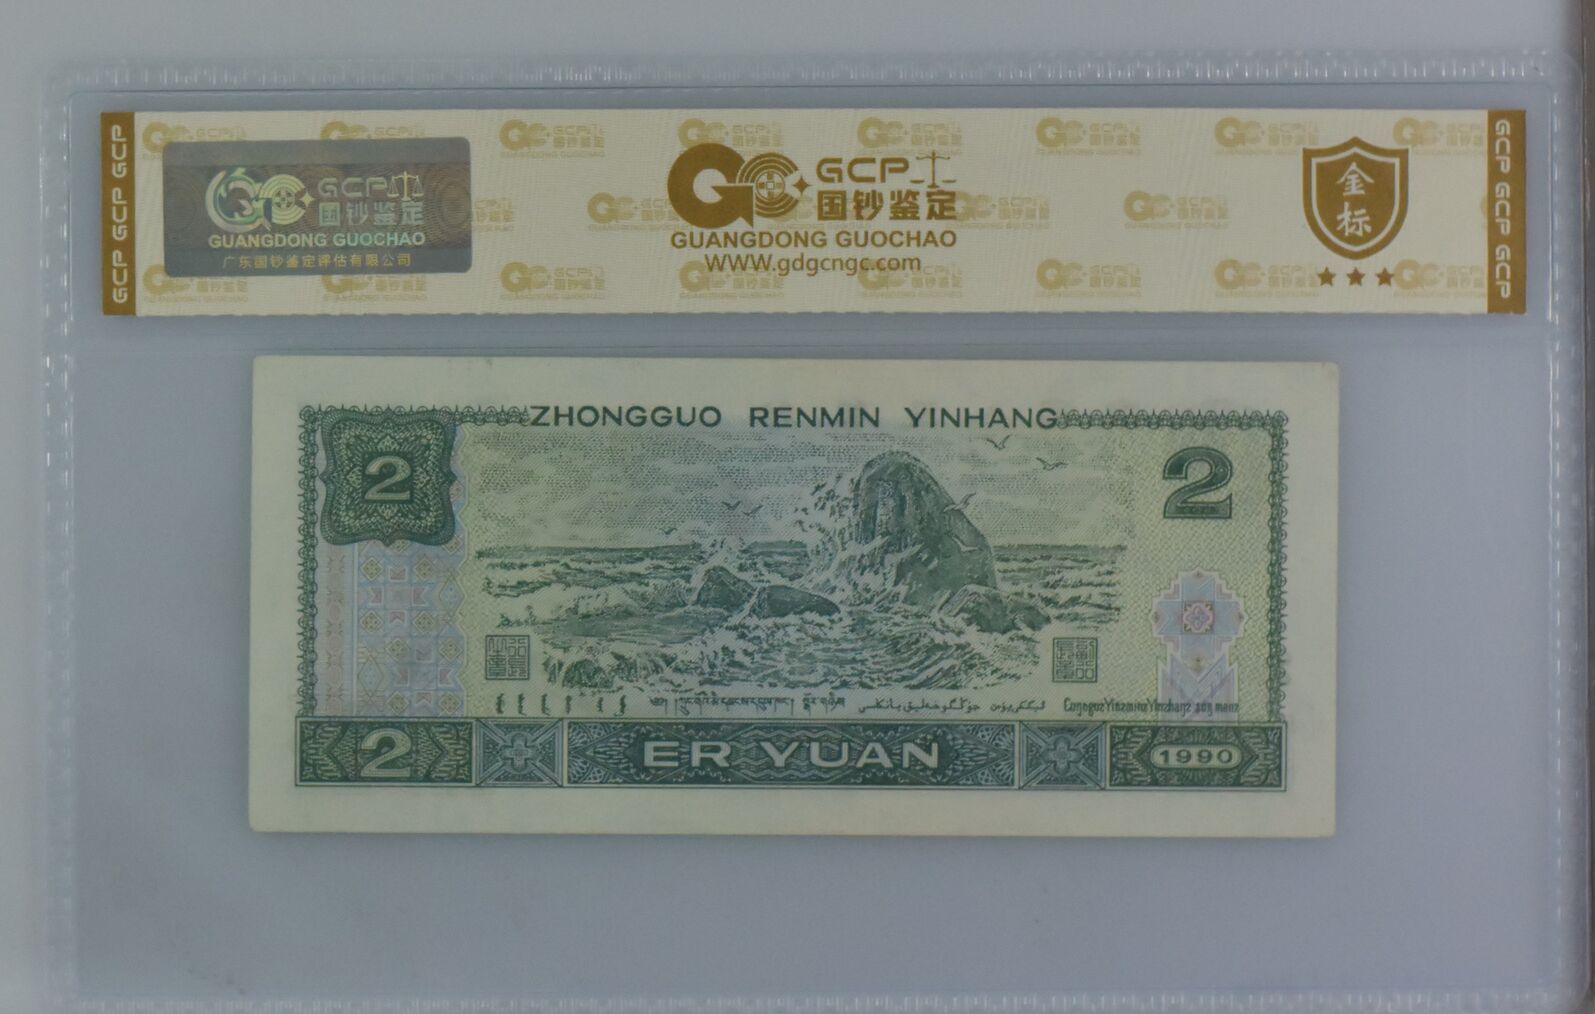 GCP GCP GCP
GCP
国钞鉴定
GUANGDONG GUOCHAO
广东国钞鉴定评估有限公司
GCP
国钞鉴定
GUANGDONG GUOCHAO
WWW.gdgcngc.com
金
标
GCP GCP GCP
ZHONGGUO RENMIN YINHANG
2
2
2
ER YUAN
1990